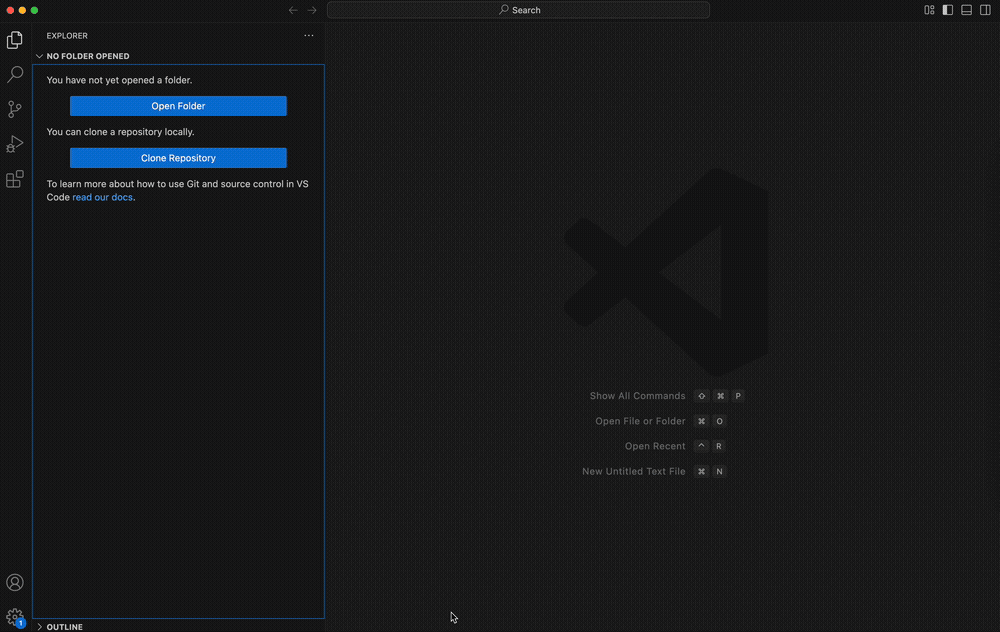 Search
EXPLORER
NO FOLDER OPENED
You have not yet opened a folder.
Open Folder
You can clone a repository locally.
Clone Repository
To learn more about how to use Git and source control in VS
Code read our docs.
Show All Commands ⇧ ⌘ P
Open File or Folder ⌘ O
Open Recent ^ R
New Untitled Text File ⌘ N
1
OUTLINE